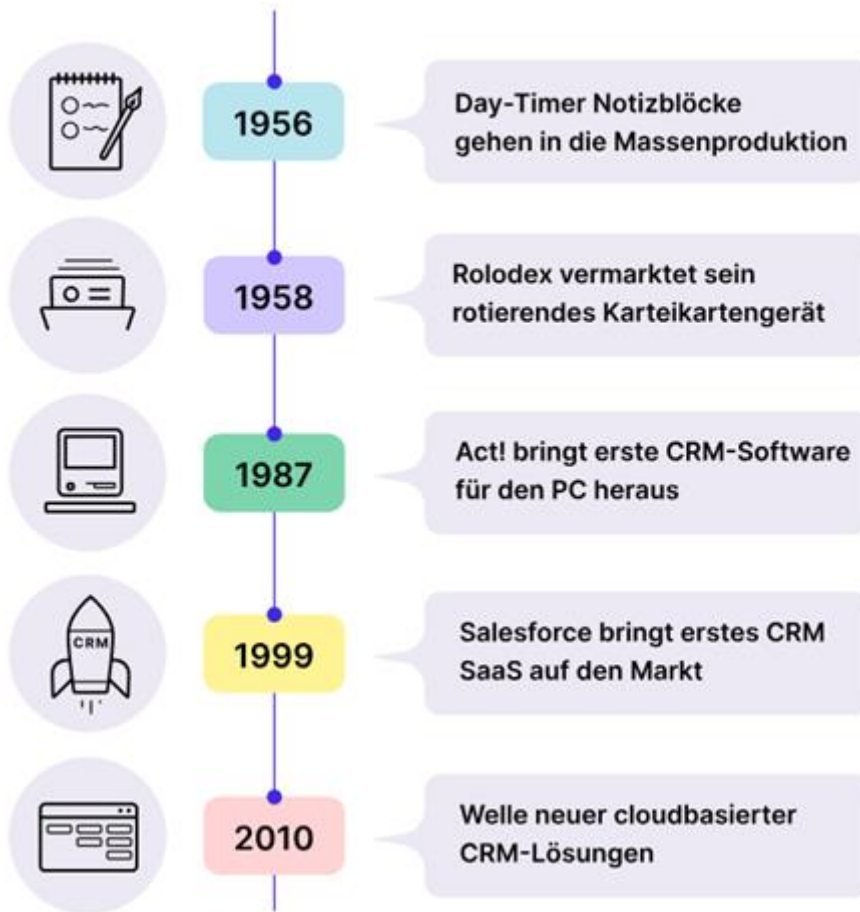 1956
Day-Timer Notizblöcke
gehen in die Massenproduktion
1958
Rolodex vermarktet sein
rotierendes Karteikartengerät
1987
Act! bringt erste CRM-Software
für den PC heraus
CRM
1999
Salesforce bringt erstes CRM
SaaS auf den Markt
2010
Welle neuer cloudbasierter
CRM-Lösungen